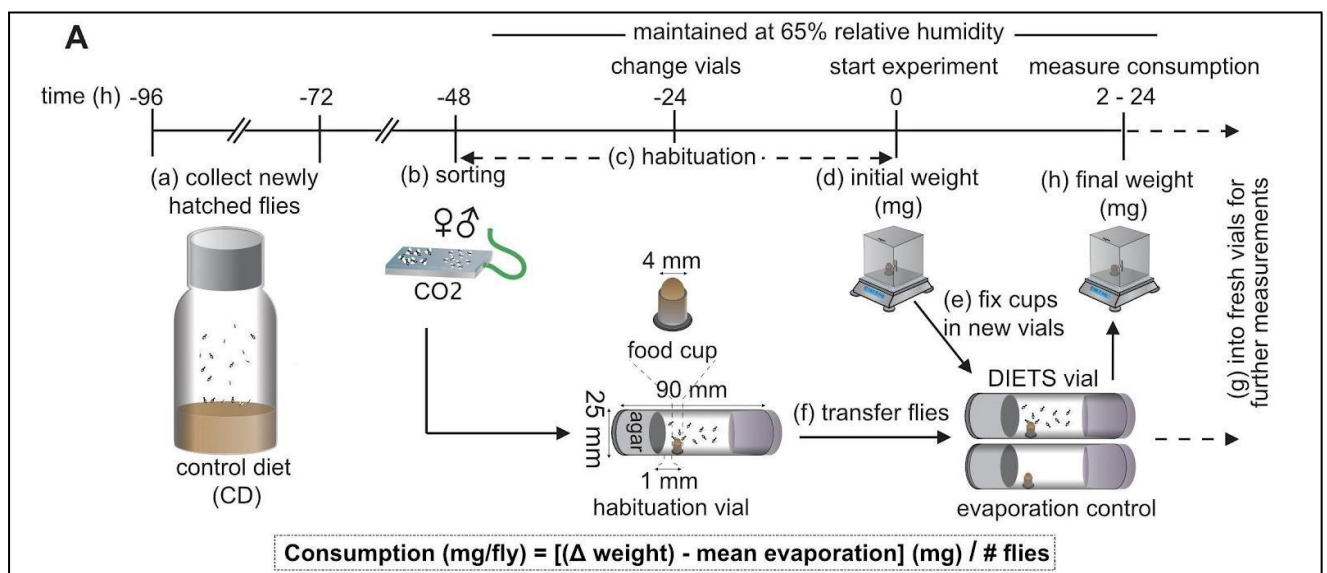 A
maintained at 65% relative humidity
change vials
start experiment
measure consumption
time (h)
-96
-72
-48
-24
0
2 - 24
(a) collect newly
hatched flies
(b) sorting
(c) habituation
(d) initial weight
(mg)
(h) final weight
(mg)
♀♂
CO2
4 mm
food cup
90 mm
25 mm
agar
1 mm
habituation vial
(e) fix cups
in new vials
DIETS vial
(f) transfer flies
evaporation control
(g) into fresh vials for
further measurements
control diet
(CD)
Consumption (mg/fly) = [(Δ weight) - mean evaporation] (mg) / # flies